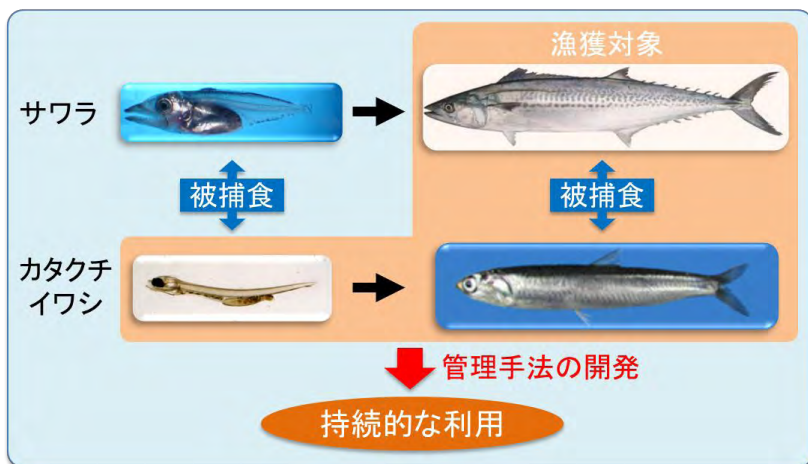 漁獲対象
サワラ
被捕食
被捕食
カタクチ
イワシ
管理手法の開発
持続的な利用